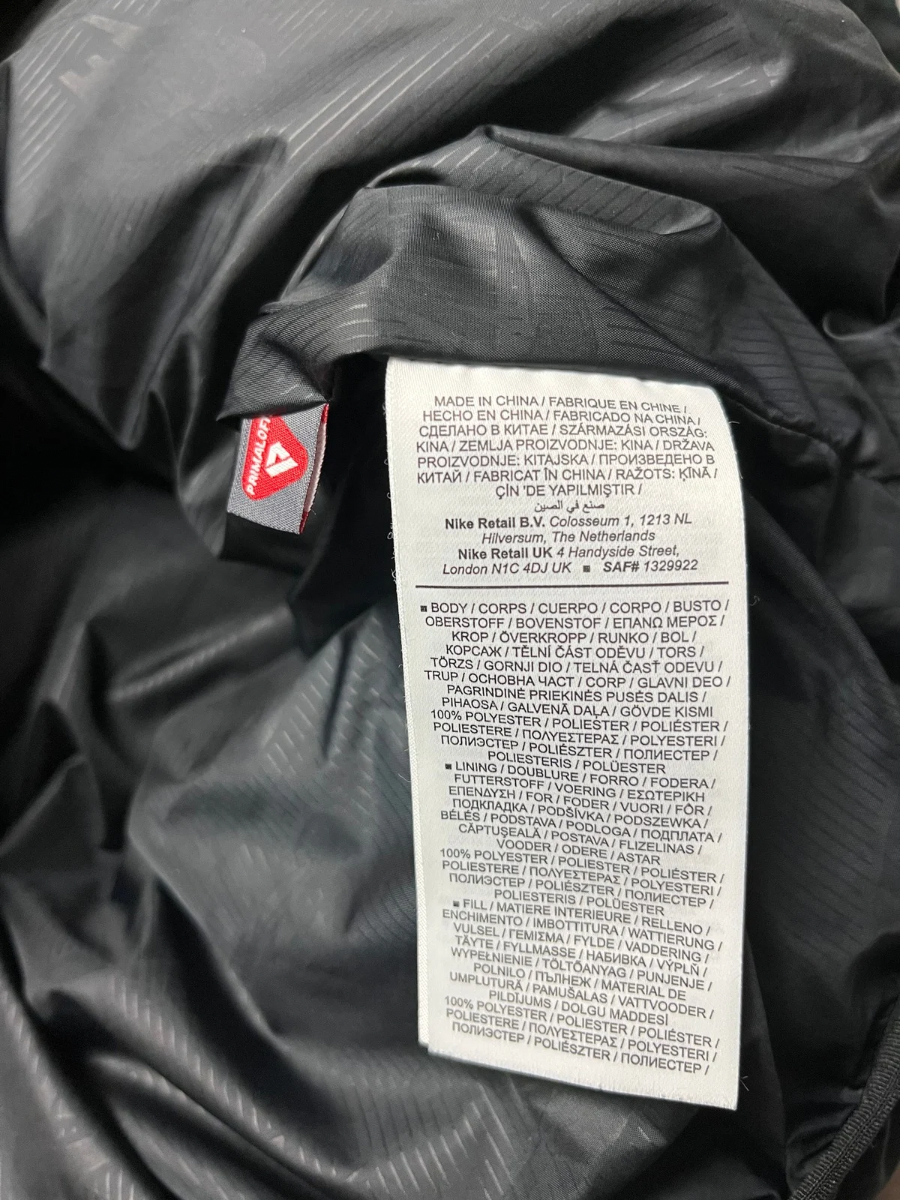 PRIMALOFT
MADE IN CHINA / FABRIQUE EN CHINE /
HECHO EN CHINA / FABRICADO NA CHINA /
СДЕЛАНО В КИТАЕ / SZÁRMAZÁSI ORSZÁG:
KINA / ZEMLJA PROIZVODNJE: KINA / DRŽAVA
PROIZVODNJE: KITAJSKA / ПРОИЗВЕДЕНО В
КИТАЙ / FABRICAT ÎN CHINA / RAŽOTS: ĶĪNĀ /
ÇİN 'DE YAPILMIŞTIR /
صنع في الصين
Nike Retail B.V. Colosseum 1, 1213 NL
Hilversum, The Netherlands
Nike Retail UK 4 Handyside Street,
London N1C 4DJ UK ■ SAF# 1329922
■ BODY / CORPS / CUERPO / CORPO / BUSTO /
OBERSTOFF / BOVENSTOF / ΕΠΑΝΩ ΜΕΡΟΣ /
KROP / ÖVERKROPP / RUNKO / BOL /
КОРСАЖ / TĚLNÍ ČÁST ODĚVU / TORS /
TÖRZS / GORNJI DIO / TELNÁ ČASŤ ODEVU /
TRUP / ОСНОВНА ЧАСТ / CORP / GLAVNI DEO /
PAGRINDINĖ PRIEKINĖS PUSĖS DALIS /
PIHAOSA / GALVENĀ DAĻA / GÖVDE KISMI
100% POLYESTER / POLIESTER / POLIÉSTER /
POLIESTERE / ΠΟΛΥΕΣΤΕΡΑΣ / POLYESTERI /
ПОЛИЭСТЕР / POLIÉSZTER / ПОЛИЕСТЕР /
POLIESTERIS / POLÜESTER
■ LINING / DOUBLURE / FORRO / FODERA /
FUTTERSTOFF / VOERING / ΕΣΩΤΕΡΙΚΗ
ΕΠΕΝΔΥΣΗ / FOR / FODER / VUORI / FÔR /
ПОДКЛАДКА / PODŠÍVKA / PODSZEWKA /
BÉLÉS / PODSTAVA / PODLOGA / ПОДПЛАТА /
CĂPTUŞEALĂ / POSTAVA / FLIZELINAS /
VOODER / ODERE / ASTAR
100% POLYESTER / POLIESTER / POLIÉSTER /
POLIESTERE / ΠΟΛΥΕΣΤΕΡΑΣ / POLYESTERI /
ПОЛИЭСТЕР / POLIÉSZTER / ПОЛИЕСТЕР /
POLIESTERIS / POLÜESTER
■ FILL / MATIERE INTERIEURE / RELLENO /
ENCHIMENTO / IMBOTTITURA / WATTIERUNG /
VULSEL / ΓΕΜΙΣΜΑ / FYLDE / VADDERING /
TÄYTE / FYLLMASSE / НАБИВКА / VÝPLŇ /
WYPEŁNIENIE / TÖLTŐANYAG / PUNJENJE /
POLNILO / ПЪЛНЕЖ / MATERIAL DE
UMPLUTURĂ / PAMUŠALAS / VATTVOODER /
PILDĪJUMS / DOLGU MADDESİ
100% POLYESTER / POLIESTER / POLIÉSTER /
POLIESTERE / ΠΟΛΥΕΣΤΕΡΑΣ / POLYESTERI /
ПОЛИЭСТЕР / POLIÉSZTER / ПОЛИЕСТЕР /